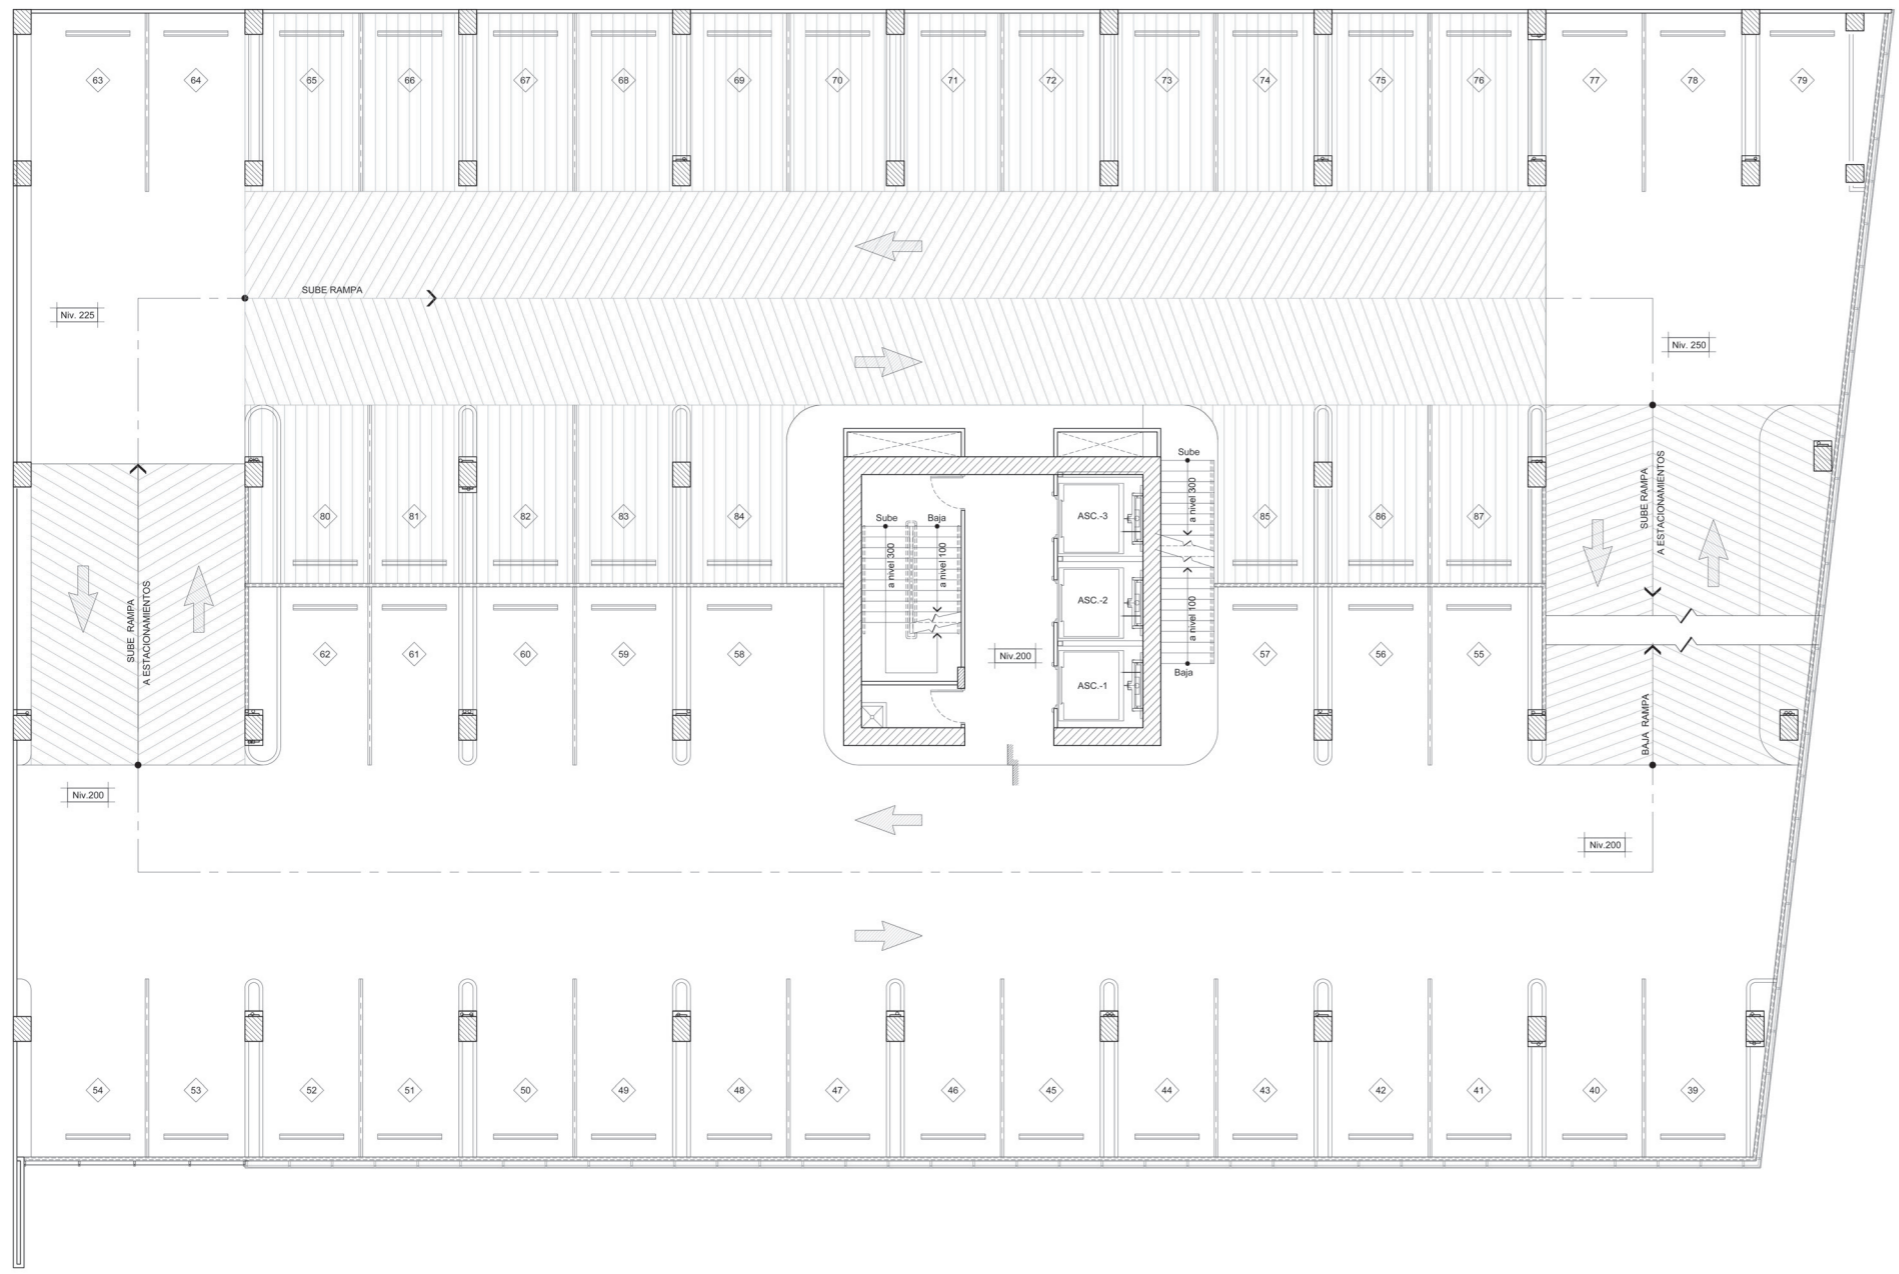 63
64
65
66
67
68
69
70
71
72
73
74
75
76
77
78
79
SUBE RAMPA
Niv. 225
Niv. 250
80
81
82
83
84
85
86
87
Sube
a nivel 300
Baja
a nivel 100
ASC.-3
ASC.-2
ASC.-1
Niv.200
Sube
a nivel 300
a nivel 100
Baja
SUBE RAMPA
A ESTACIONAMIENTOS
SUBE RAMPA
A ESTACIONAMIENTOS
BAJA RAMPA
62
61
60
59
58
57
56
55
Niv.200
Niv.200
54
53
52
51
50
49
48
47
46
45
44
43
42
41
40
39